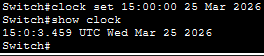 Switch#clock set 15:00:00 25 Mar 2026
Switch#show clock
15:0:3.459 UTC Wed Mar 25 2026
Switch#